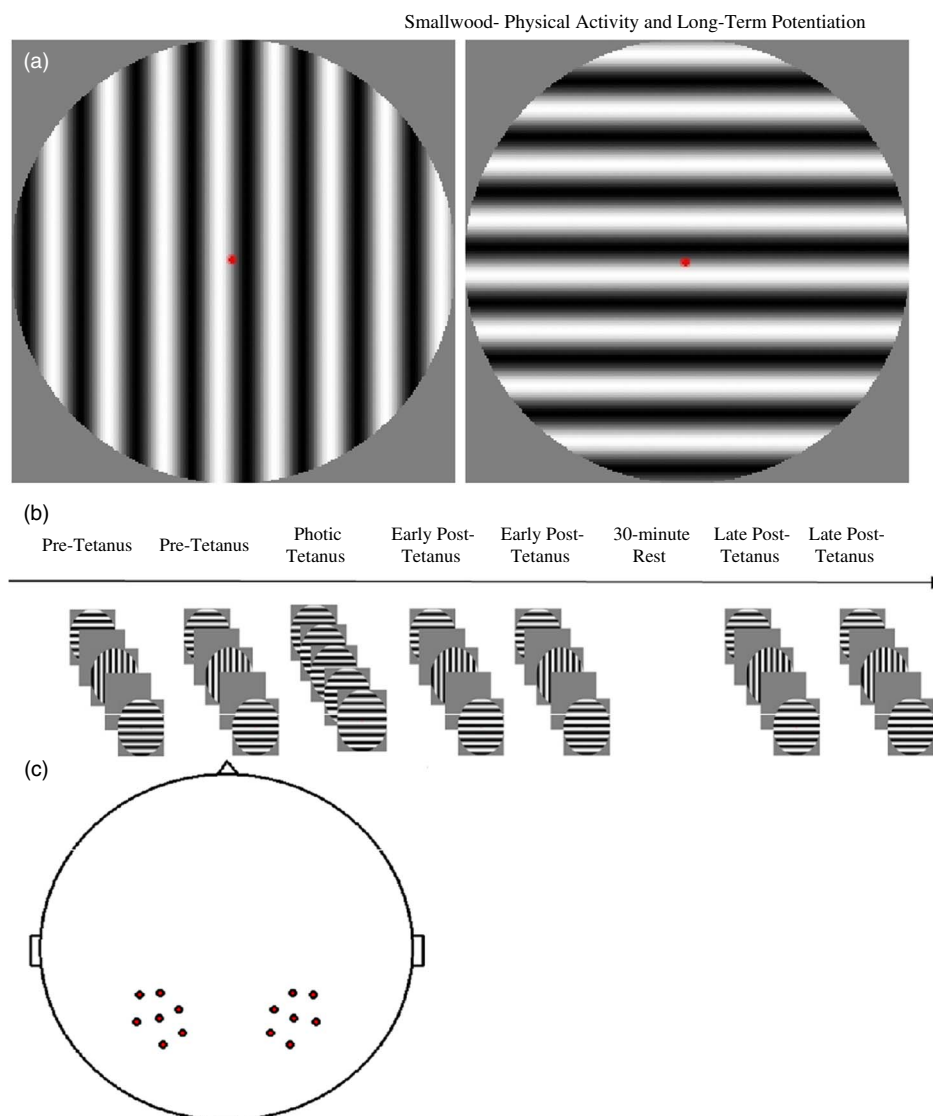 Smallwood- Physical Activity and Long-Term Potentiation
(a)
(b)
Pre-Tetanus
Pre-Tetanus
Photic
Tetanus
Early Post-
Tetanus
Early Post-
Tetanus
30-minute
Rest
Late Post-
Tetanus
Late Post-
Tetanus
(c)